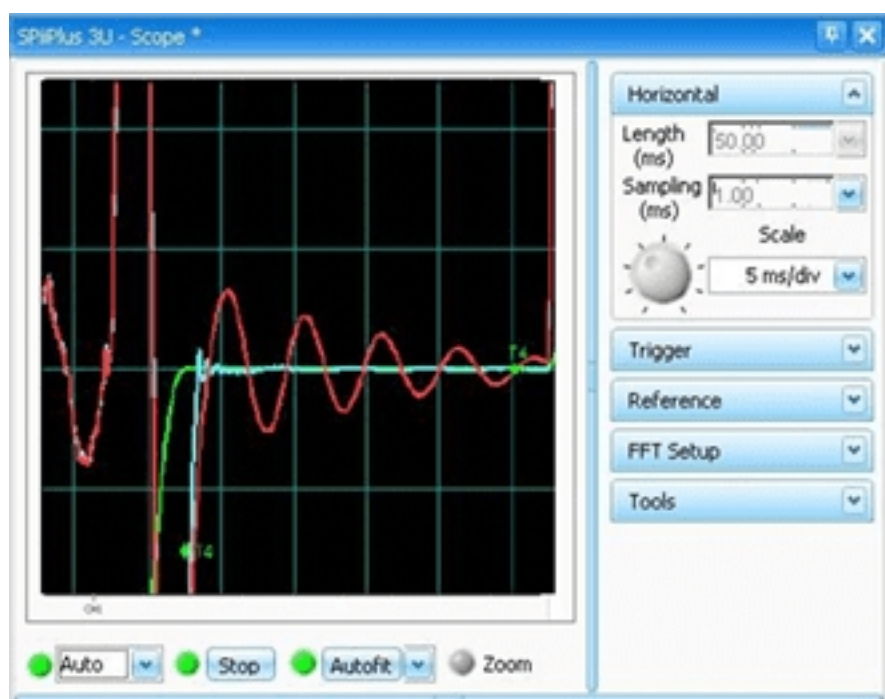 SPiiPlus 3U - Scope *
Horizontal
Length
(ms)
50.00
Sampling
(ms)
1.00
Scale
5 ms/div
Trigger
Reference
FFT Setup
Tools
T4
T4
Auto
Stop
Autofit
Zoom